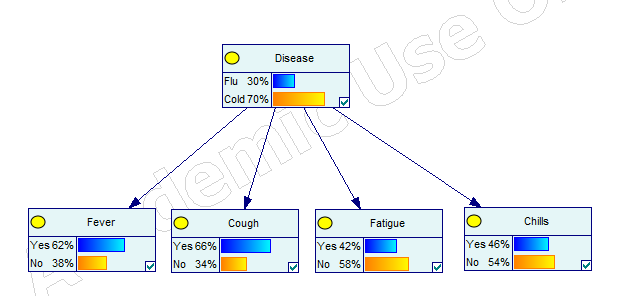 Academic Use O
Disease
Flu 30%
Cold 70%
Fever
Yes 62%
No 38%
Cough
Yes 66%
No 34%
Fatigue
Yes 42%
No 58%
Chills
Yes 46%
No 54%